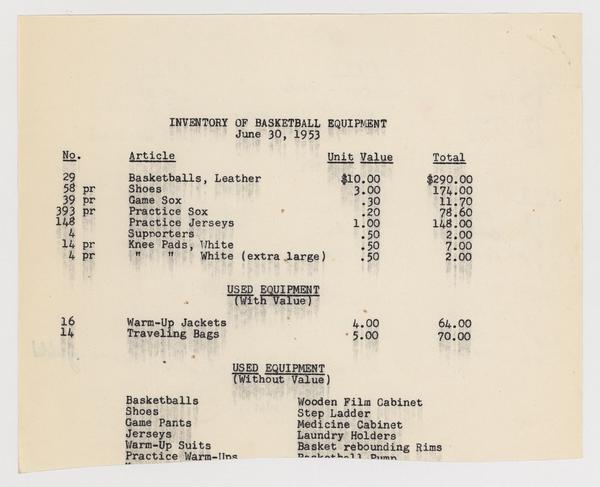 INVENTORY OF BASKETBALL EQUIPMENT
June 30, 1953
No. Article Unit Value Total
29 Basketballs, Leather $10.00 $290.00
58 pr Shoes 3.00 174.00
39 pr Game Sox .30 11.70
393 pr Practice Sox .20 78.60
148 Practice Jerseys 1.00 148.00
4 Supporters .50 2.00
14 pr Knee Pads, White .50 7.00
4 pr " " White (extra large) .50 2.00
USED EQUIPMENT
(With Value)
16 Warm-Up Jackets 4.00 64.00
14 Traveling Bags 5.00 70.00
USED EQUIPMENT
(Without Value)
Basketballs Wooden Film Cabinet
Shoes Step Ladder
Game Pants Medicine Cabinet
Jerseys Laundry Holders
Warm-Up Suits Basket rebounding Rims
Practice Warm-Ups Basketball Pump